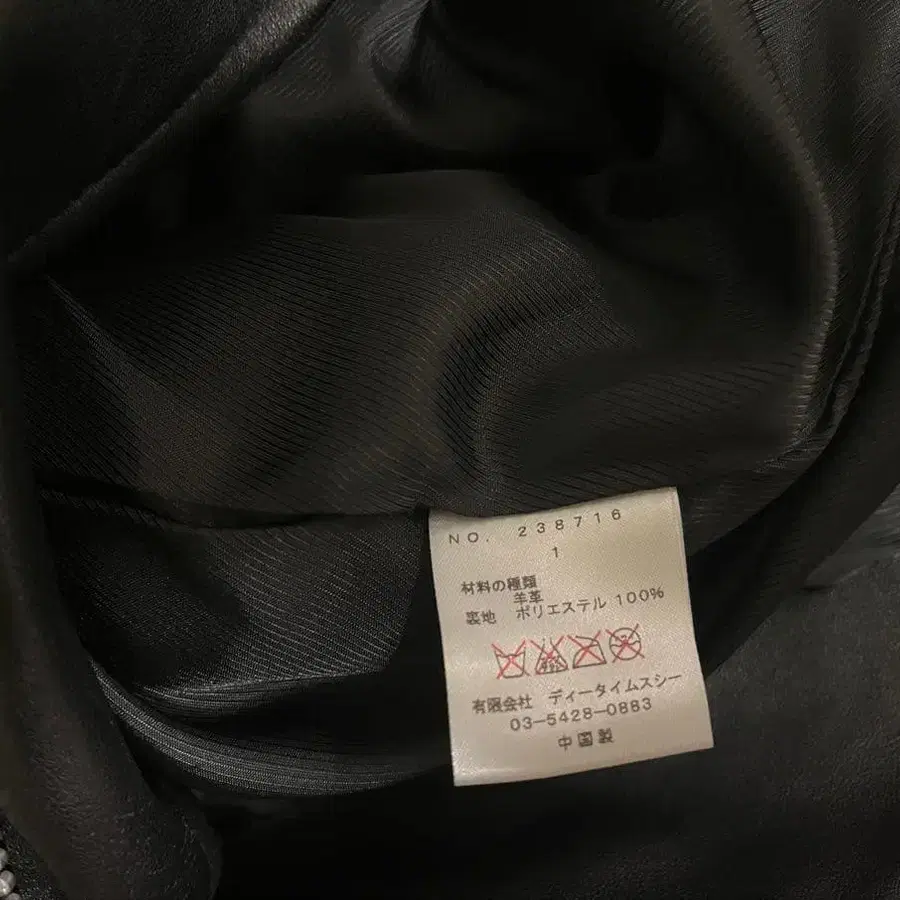 NO. 238716
1
材料の種類
羊革
裏地 ポリエステル 100%
有限会社 ディータイムスシー
03-5428-0883
中国製